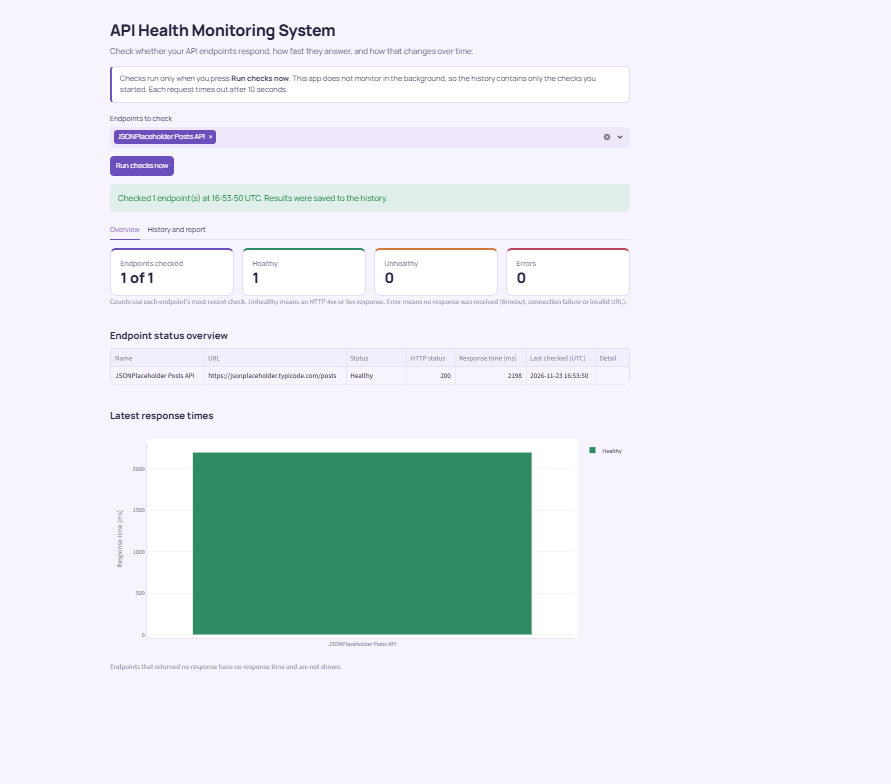 API Health Monitoring System
Check whether your API endpoints respond, how fast they answer, and how that changes over time.
Checks run only when you press Run checks now. This app does not monitor in the background, so the history contains only the checks you
started. Each request times out after 10 seconds.
Endpoints to check
JSONPlaceholder Posts API ×
Run checks now
Checked 1 endpoint(s) at 16:53:50 UTC. Results were saved to the history.
Overview History and report
Endpoints checked Healthy Unhealthy Errors
1 of 1 1 0 0
Counts use each endpoint's most recent check. Unhealthy means an HTTP 4xx or 5xx response. Error means no response was received (timeout, connection failure or invalid URL).
Endpoint status overview
Name URL Status HTTP status Response time (ms) Last checked (UTC) Detail
JSONPlaceholder Posts API https://jsonplaceholder.typicode.com/posts Healthy 200 2198 2026-11-23 16:53:50
Latest response times
Healthy
2000
1500
1000
500
0
Response time (ms)
JSONPlaceholder Posts API
Endpoints that returned no response have no response time and are not shown.